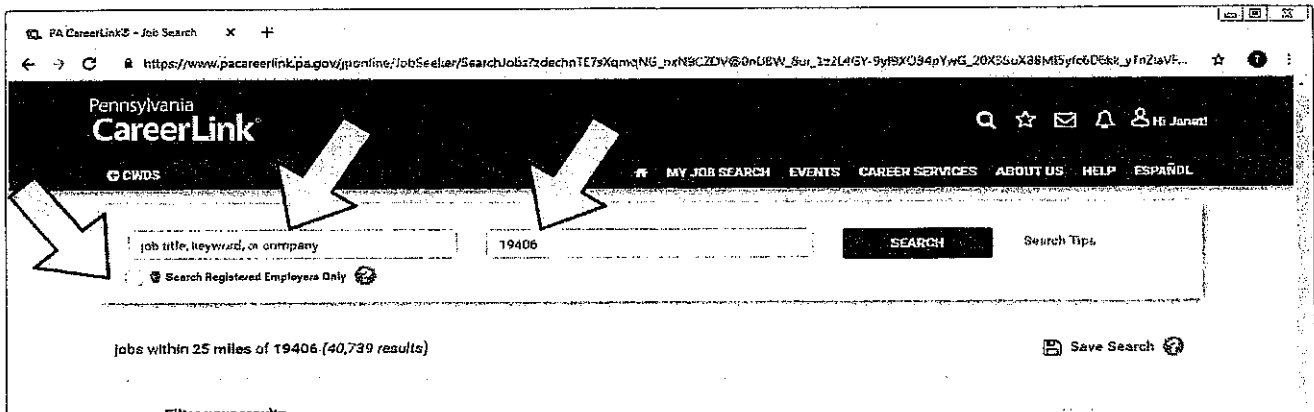 PA CareerLink® - Job Search
Pennsylvania
CareerLink®
Hi Janet!
CWDS
MY JOB SEARCH EVENTS CAREER SERVICES ABOUT US HELP ESPAÑOL
job title, keyword, or company
19406
SEARCH
Search Tips
Search Registered Employers Only
jobs within 25 miles of 19406 (40,739 results)
Save Search